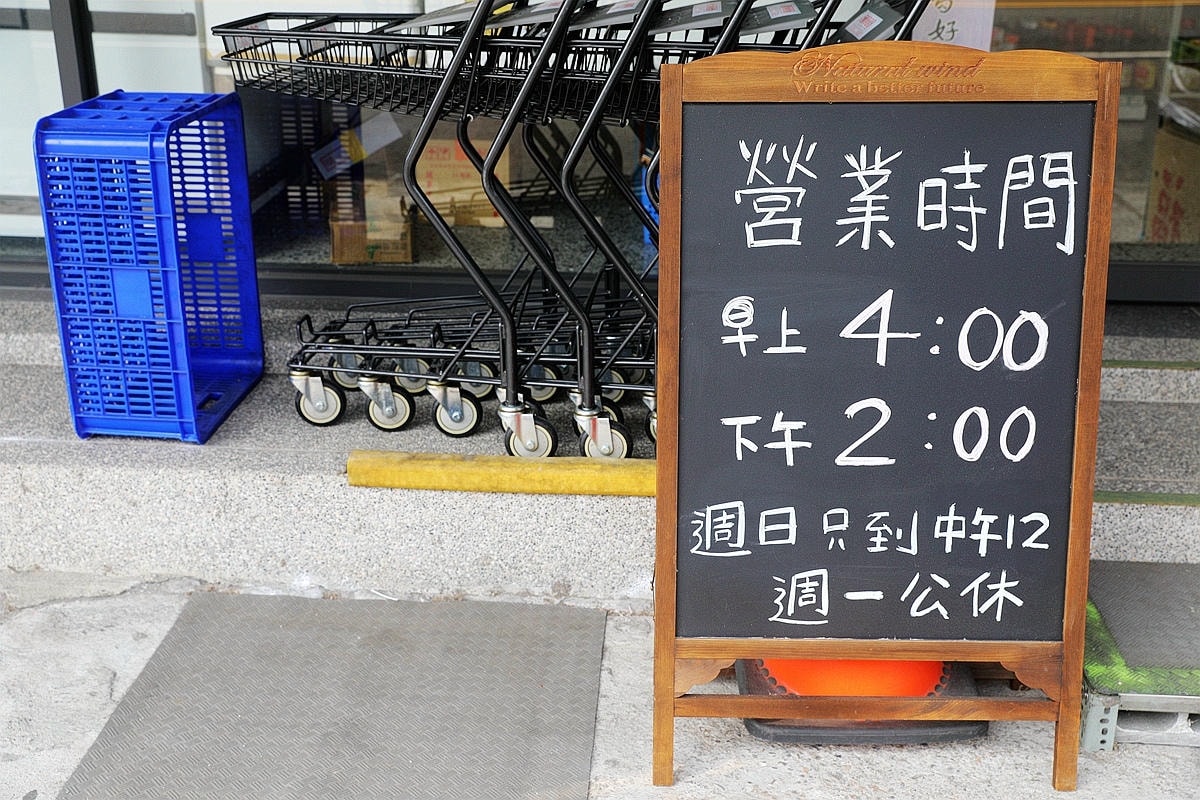 好
Natural wind
Write a better future
營業時間
早上 4:00
下午 2:00
週日只到中午12
週一公休